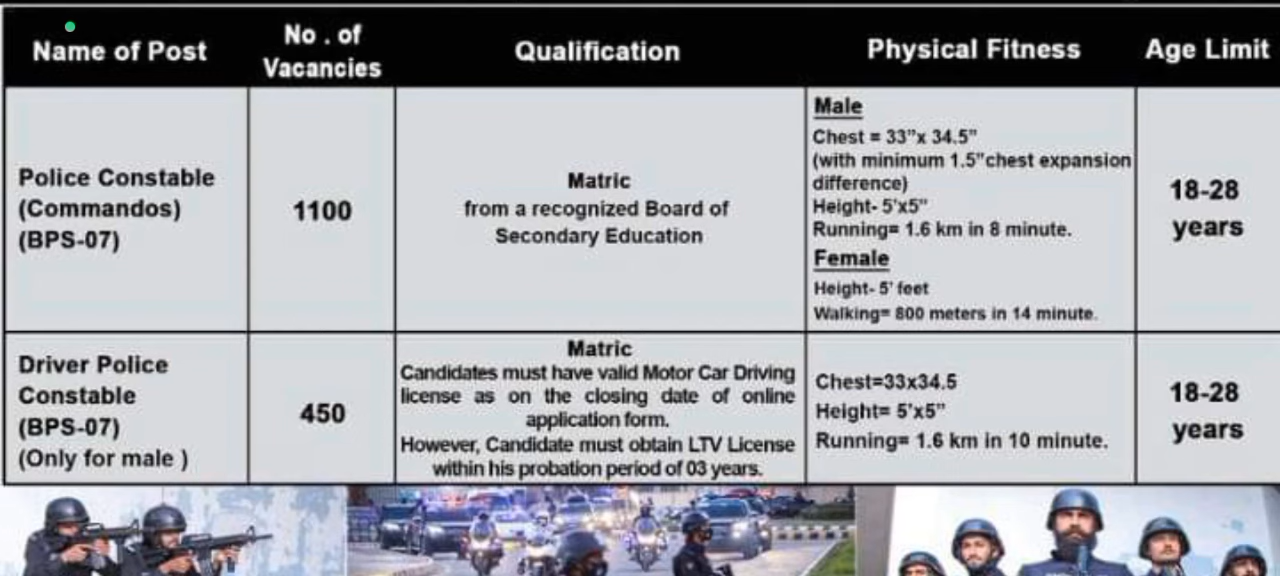 Name of Post
No . of
Vacancies
Qualification
Physical Fitness
Age Limit
Police Constable
(Commandos)
(BPS-07)
1100
Matric
from a recognized Board of
Secondary Education
Male
Chest = 33”x 34.5”
(with minimum 1.5”chest expansion
difference)
Height- 5’x5”
Running= 1.6 km in 8 minute.
Female
Height- 5’ feet
Walking= 800 meters in 14 minute.
18-28
years
Driver Police
Constable
(BPS-07)
(Only for male )
450
Matric
Candidates must have valid Motor Car Driving
license as on the closing date of online
application form.
However, Candidate must obtain LTV License
within his probation period of 03 years.
Chest=33x34.5
Height= 5’x5”
Running= 1.6 km in 10 minute.
18-28
years